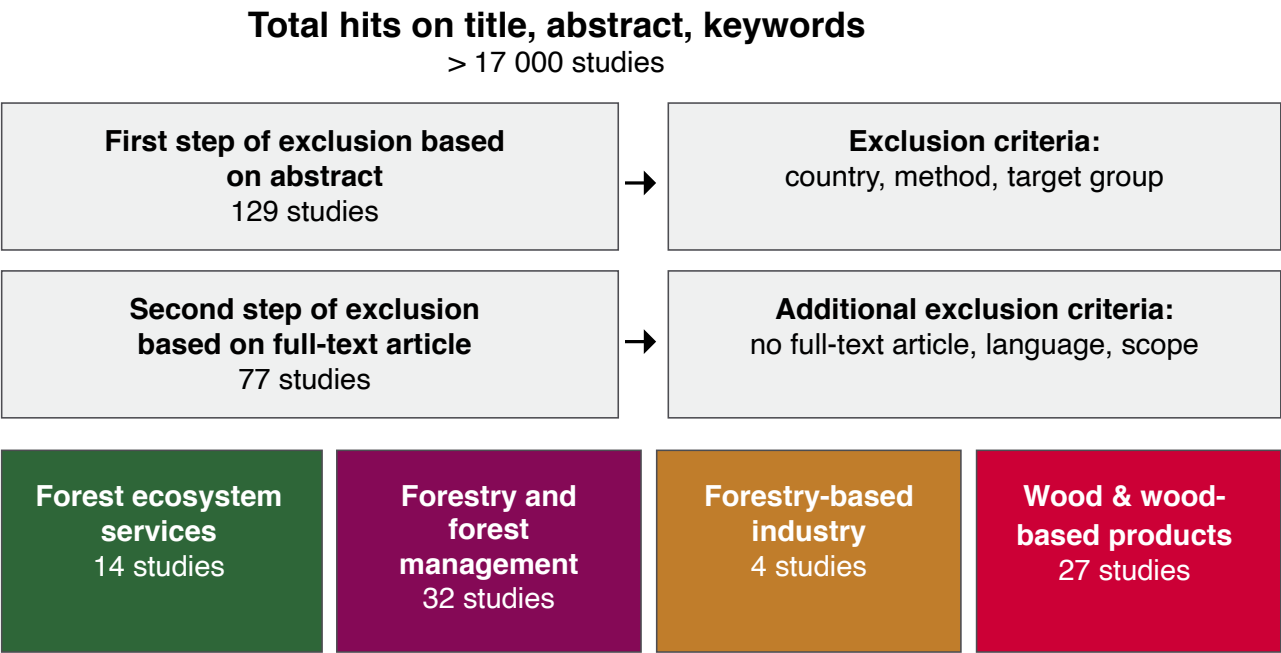 Total hits on title, abstract, keywords
> 17 000 studies
First step of exclusion based
on abstract
129 studies
Exclusion criteria:
country, method, target group
Second step of exclusion
based on full-text article
77 studies
Additional exclusion criteria:
no full-text article, language, scope
Forest ecosystem
services
14 studies
Forestry and
forest
management
32 studies
Forestry-based
industry
4 studies
Wood & wood-
based products
27 studies